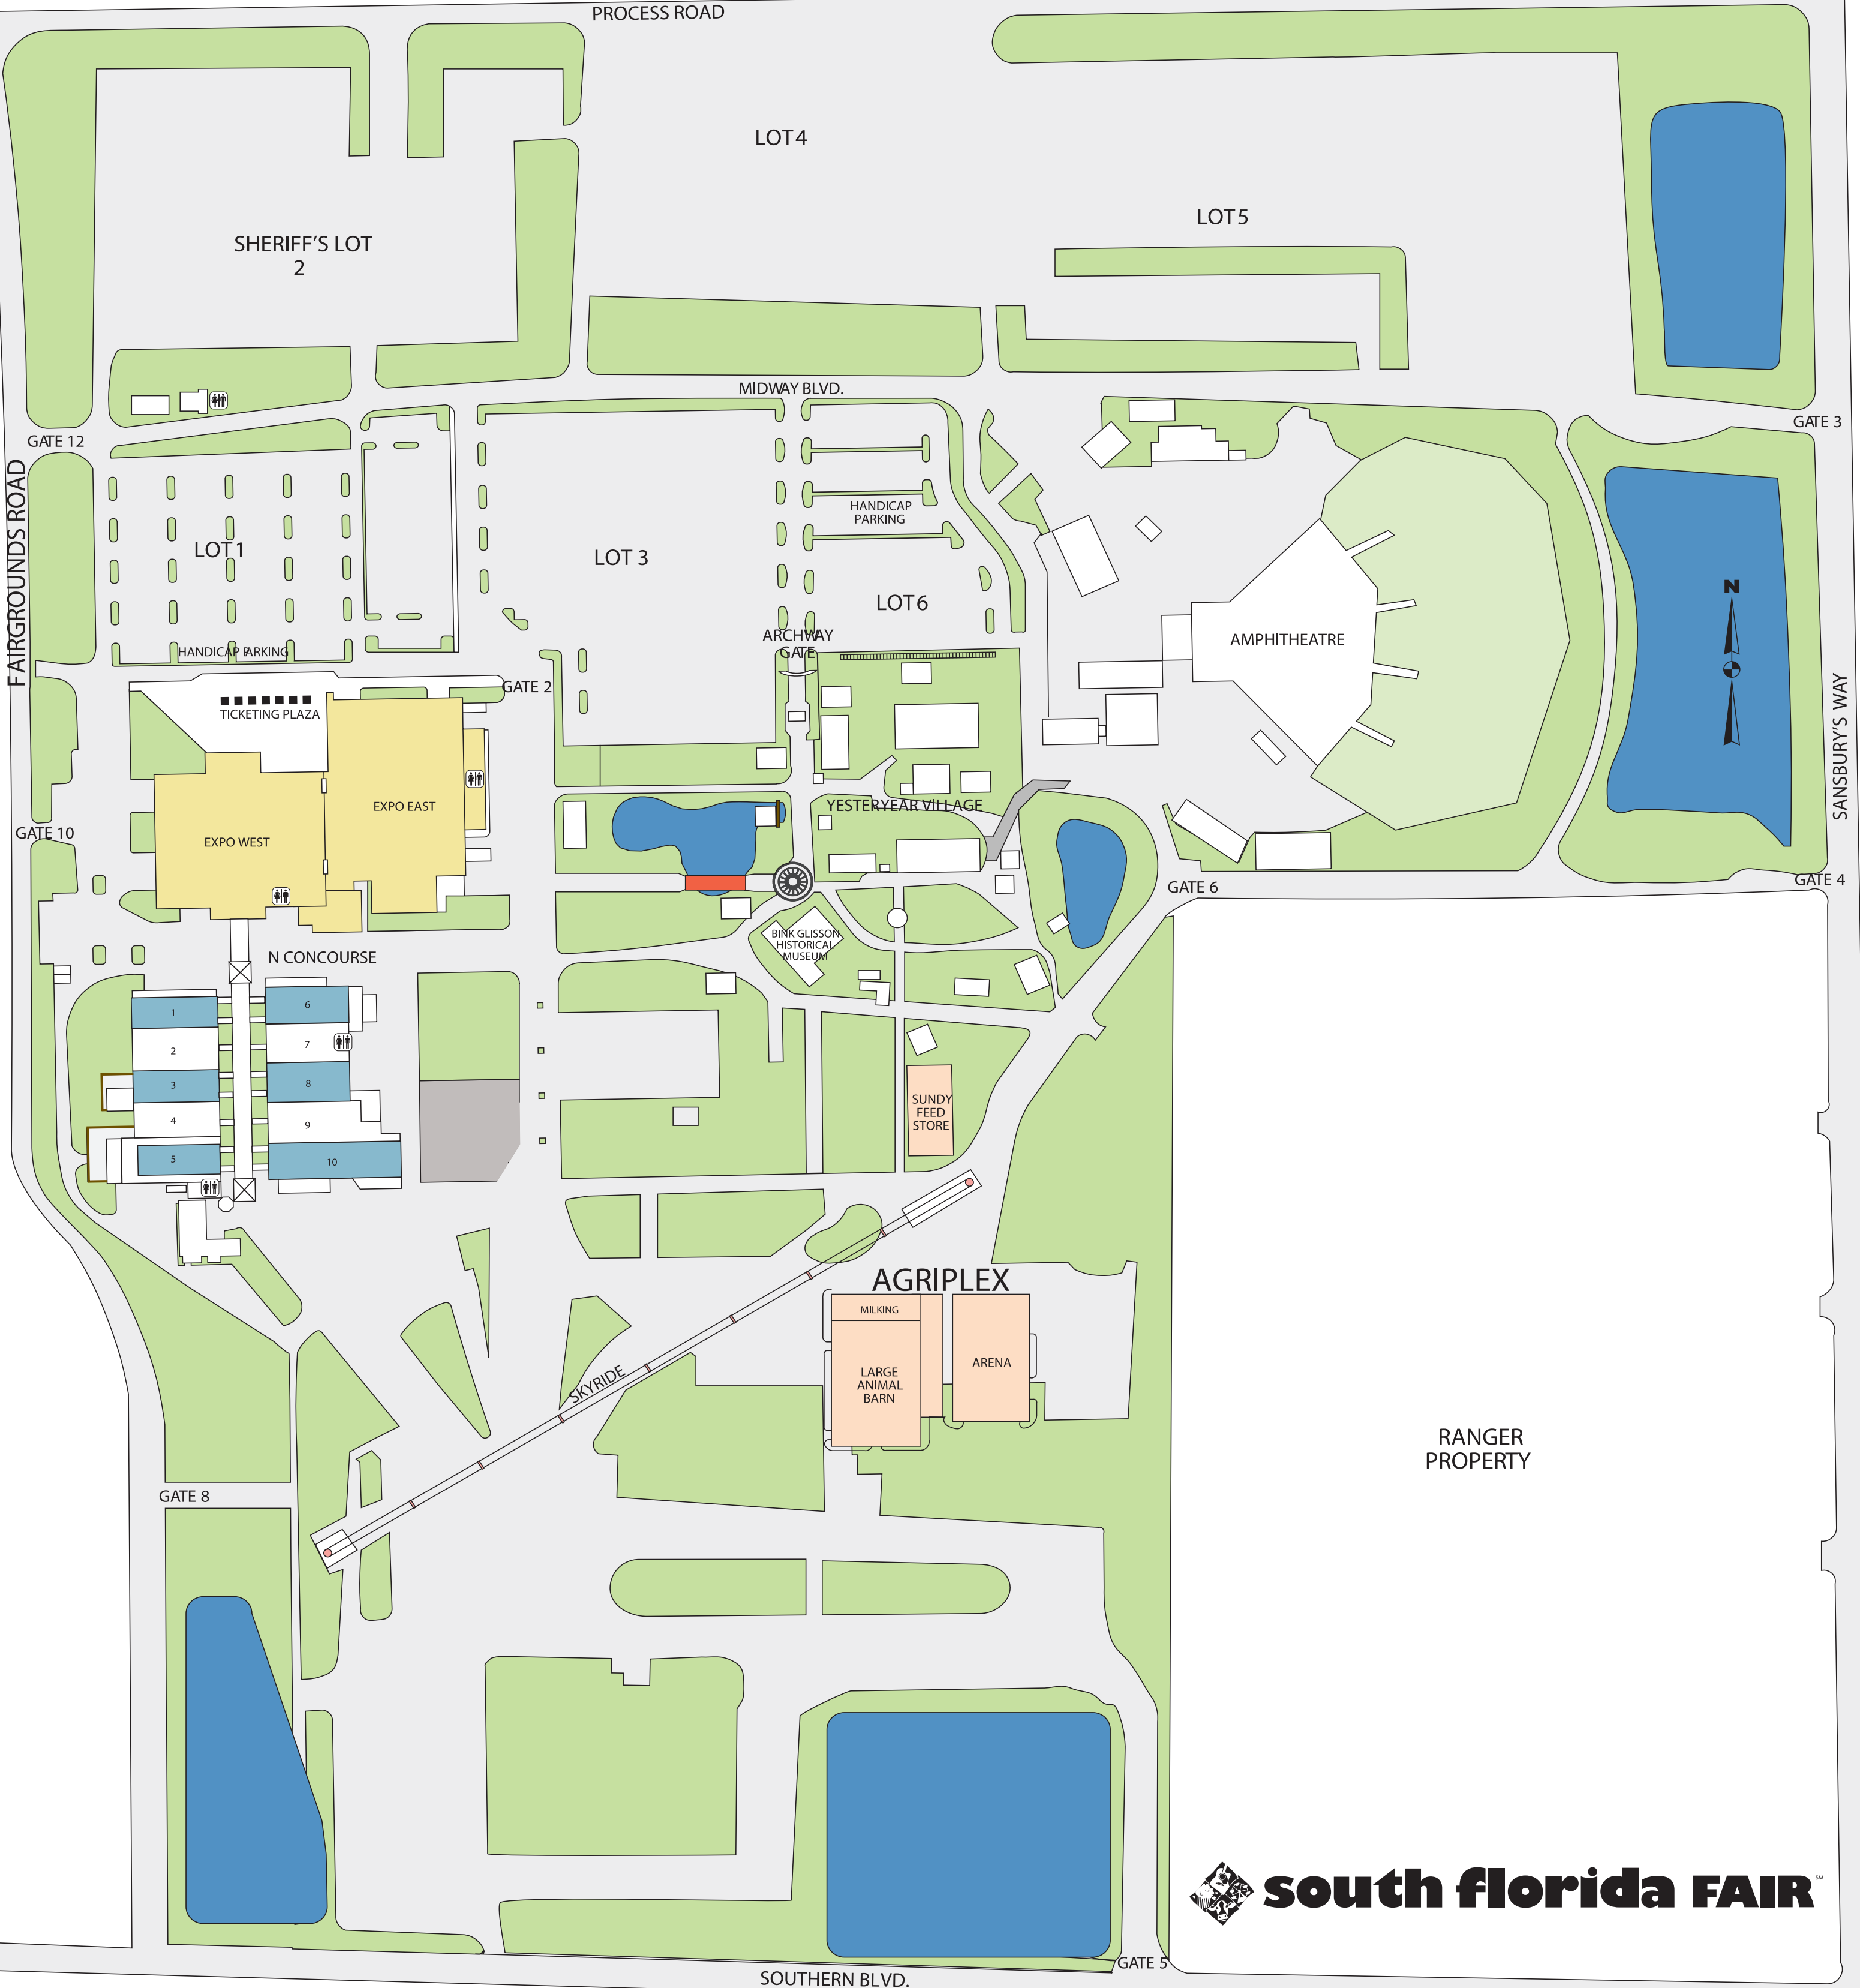 PROCESS ROAD
LOT 4
LOT 5
SHERIFF'S LOT
2
MIDWAY BLVD.
GATE 12
GATE 3
FAIRGROUNDS ROAD
LOT 1
LOT 3
HANDICAP
PARKING
LOT 6
N
AMPHITHEATRE
ARCHWAY
GATE
HANDICAP PARKING
GATE 2
TICKETING PLAZA
SANSBURY'S WAY
EXPO EAST
YESTERYEAR VILLAGE
GATE 10
EXPO WEST
GATE 6
GATE 4
BINK GLISSON
HISTORICAL
MUSEUM
N CONCOURSE
1
6
2
7
3
8
4
9
5
10
SUNDY
FEED
STORE
AGRIPLEX
MILKING
LARGE
ANIMAL
BARN
ARENA
SKYRIDE
RANGER
PROPERTY
GATE 8
south florida FAIR SM
GATE 5
SOUTHERN BLVD.